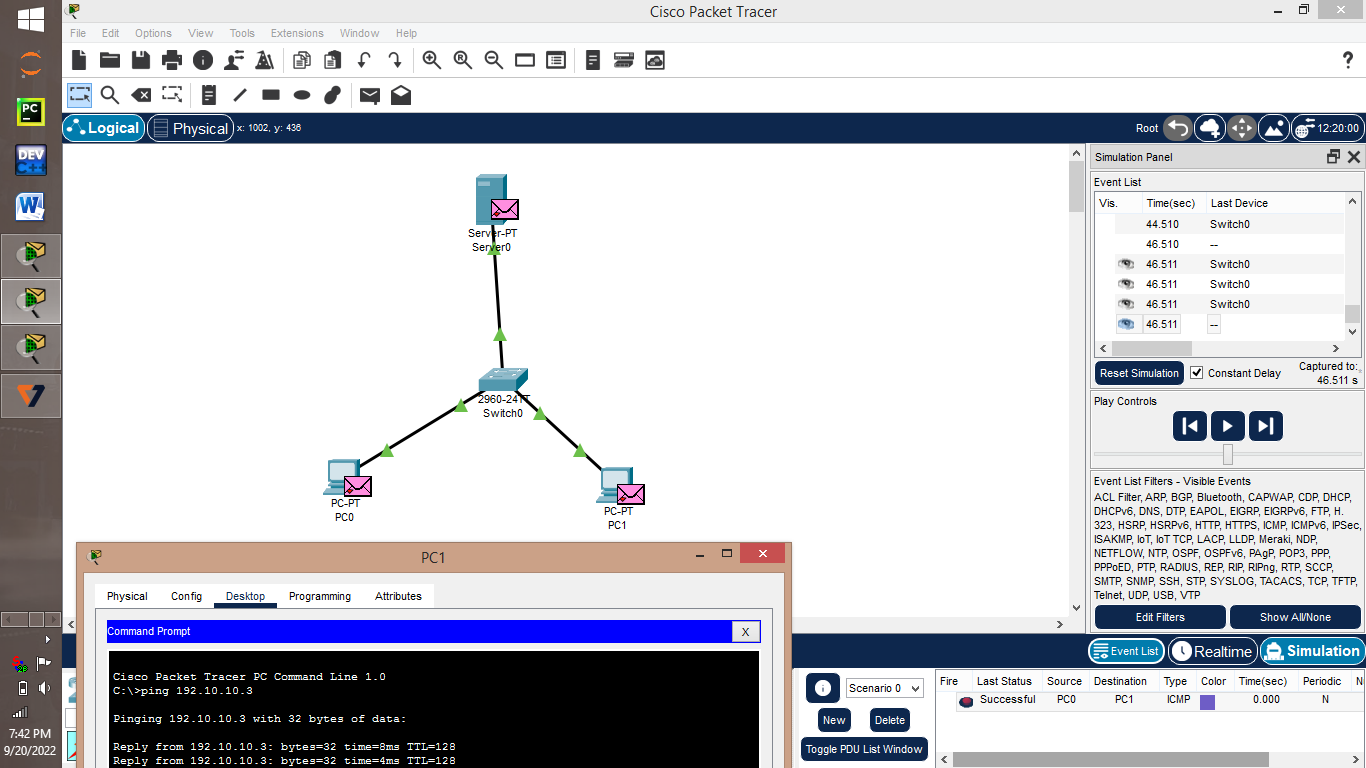 Cisco Packet Tracer
File Edit Options View Tools Extensions Window Help
?
Logical Physical x: 1002, y: 436
Root 12:20:00
PC
DEV
C++
W
7:42 PM
9/20/2022
Server-PT
Server0
2960-24TT
Switch0
PC-PT
PC0
PC-PT
PC1
Simulation Panel
Event List
Vis. Time(sec) Last Device
44.510 Switch0
46.510 --
46.511 Switch0
46.511 Switch0
46.511 Switch0
46.511 --
Reset Simulation Constant Delay Captured to:
46.511 s
Play Controls
Event List Filters - Visible Events
ACL Filter, ARP, BGP, Bluetooth, CAPWAP, CDP, DHCP,
DHCPv6, DNS, DTP, EAPOL, EIGRP, EIGRPv6, FTP, H.
323, HSRP, HSRPv6, HTTP, HTTPS, ICMP, ICMPv6, IPSec,
ISAKMP, IoT, IoT TCP, LACP, LLDP, Meraki, NDP,
NETFLOW, NTP, OSPF, OSPFv6, PAgP, POP3, PPP,
PPPoED, PTP, RADIUS, REP, RIP, RIPng, RTP, SCCP,
SMTP, SNMP, SSH, STP, SYSLOG, TACACS, TCP, TFTP,
Telnet, UDP, USB, VTP
Edit Filters Show All/None
Event List Realtime Simulation
PC1
Physical Config Desktop Programming Attributes
Command Prompt X
Cisco Packet Tracer PC Command Line 1.0
C:\>ping 192.10.10.3
Pinging 192.10.10.3 with 32 bytes of data:
Reply from 192.10.10.3: bytes=32 time=8ms TTL=128
Reply from 192.10.10.3: bytes=32 time=4ms TTL=128
Scenario 0
New Delete
Toggle PDU List Window
Fire Last Status Source Destination Type Color Time(sec) Periodic N
Successful PC0 PC1 ICMP 0.000 N